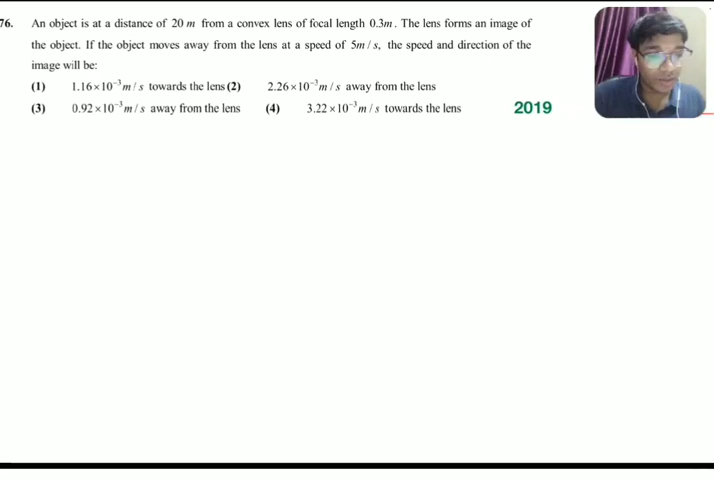 76. An object is at a distance of 20 m from a convex lens of focal length 0.3m. The lens forms an image of
the object. If the object moves away from the lens at a speed of 5m / s, the speed and direction of the
image will be:
(1) 1.16×10⁻³ m / s towards the lens (2) 2.26×10⁻³ m / s away from the lens
(3) 0.92×10⁻³ m / s away from the lens (4) 3.22×10⁻³ m / s towards the lens 2019